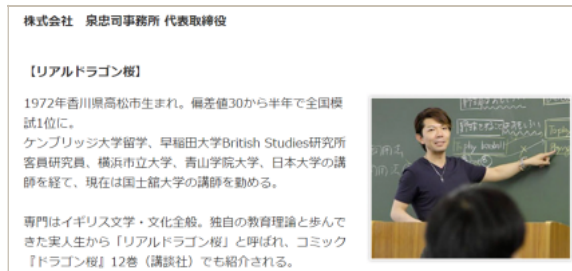 株式会社　泉忠司事務所 代表取締役
【リアルドラゴン桜】
1972年香川県高松市生まれ。偏差値30から半年で全国模
試1位に。
ケンブリッジ大学留学、早稲田大学British Studies研究所
客員研究員、横浜市立大学、青山学院大学、日本大学の講
師を経て、現在は国士舘大学の講師を勤める。
専門はイギリス文学・文化全般。独自の教育理論と歩んで
きた実人生から「リアルドラゴン桜」と呼ばれ、コミック
『ドラゴン桜』12巻（講談社）でも紹介される。